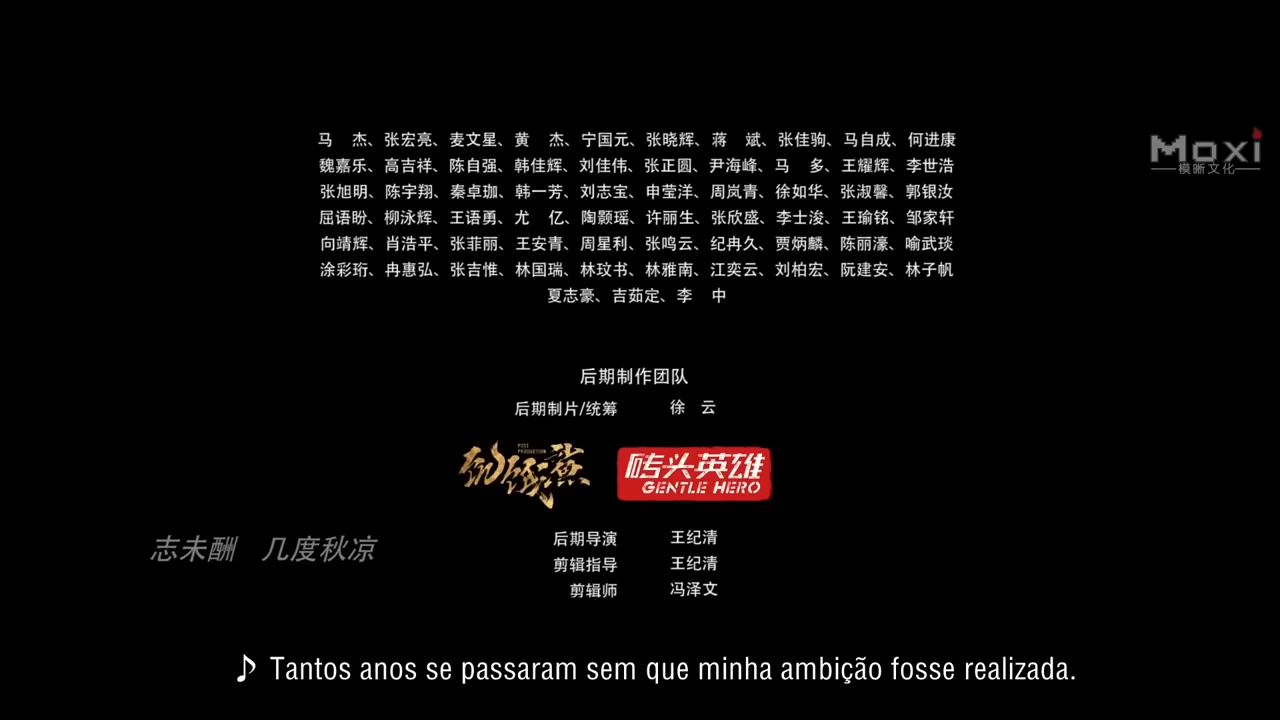 马 杰、张宏亮、麦文星、黄 杰、宁国元、张晓辉、蒋 斌、张佳驹、马自成、何进康
Moxi
模晰文化
魏嘉乐、高吉祥、陈自强、韩佳辉、刘佳伟、张正圆、尹海峰、马 多、王耀辉、李世浩
张旭明、陈宇翔、秦卓珈、韩一芳、刘志宝、申莹洋、周岚青、徐如华、张淑馨、郭银汝
屈语盼、柳泳辉、王语勇、尤 亿、陶颢瑶、许丽生、张欣盛、李士浚、王瑜铭、邹家轩
向靖辉、肖浩平、张菲丽、王安青、周星利、张鸣云、纪冉久、贾炳麟、陈丽濠、喻武琰
涂彩珩、冉惠弘、张吉惟、林国瑞、林玟书、林雅南、江奕云、刘柏宏、阮建安、林子帆
夏志豪、吉茹定、李 中
后期制作团队
后期制片/统筹 徐 云
POST
PRODUCTION
砖头英雄
GENTLE HERO
后期导演 王纪清
志未酬 几度秋凉
剪辑指导 王纪清
剪辑师 冯泽文
♪ Tantos anos se passaram sem que minha ambição fosse realizada.